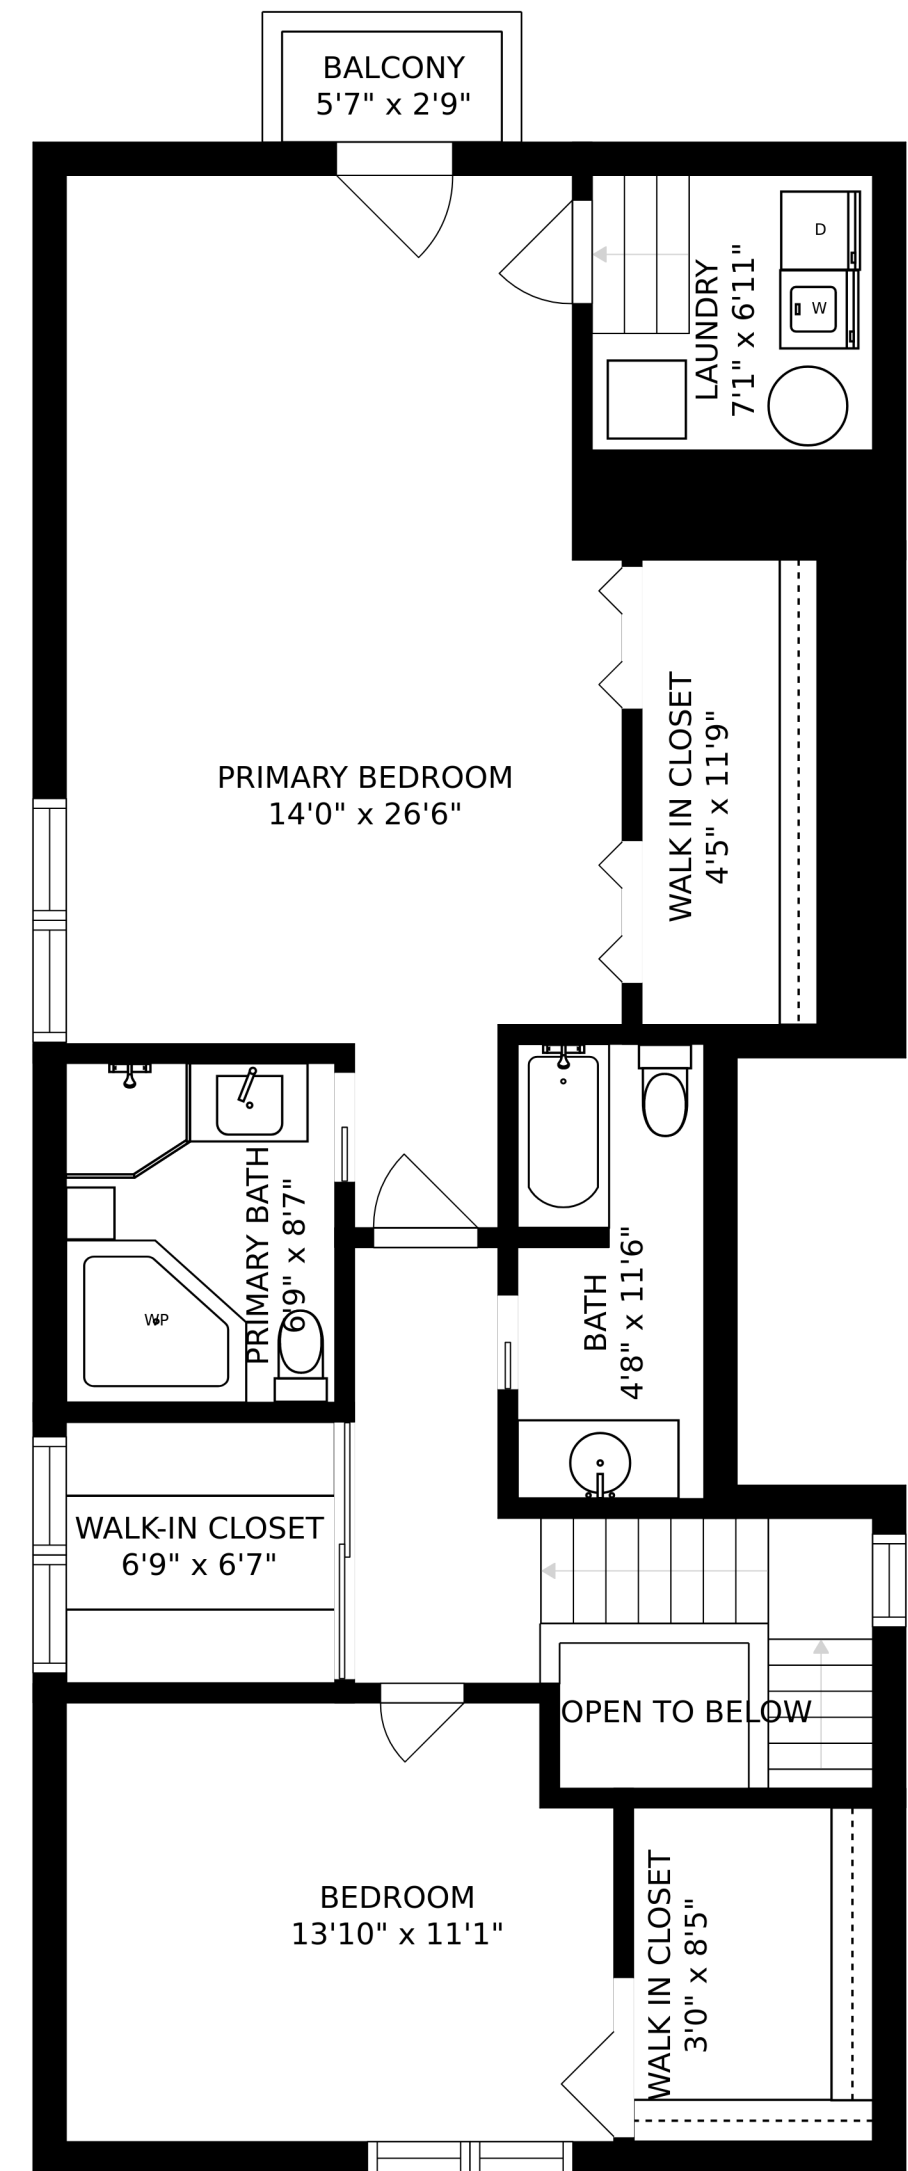 BALCONY
5'7" x 2'9"
D
W
LAUNDRY
7'1" x 6'11"
PRIMARY BEDROOM
14'0" x 26'6"
WALK IN CLOSET
4'5" x 11'9"
PRIMARY BATH
6'9" x 8'7"
WP
BATH
4'8" x 11'6"
WALK-IN CLOSET
6'9" x 6'7"
OPEN TO BELOW
BEDROOM
13'10" x 11'1"
WALK IN CLOSET
3'0" x 8'5"